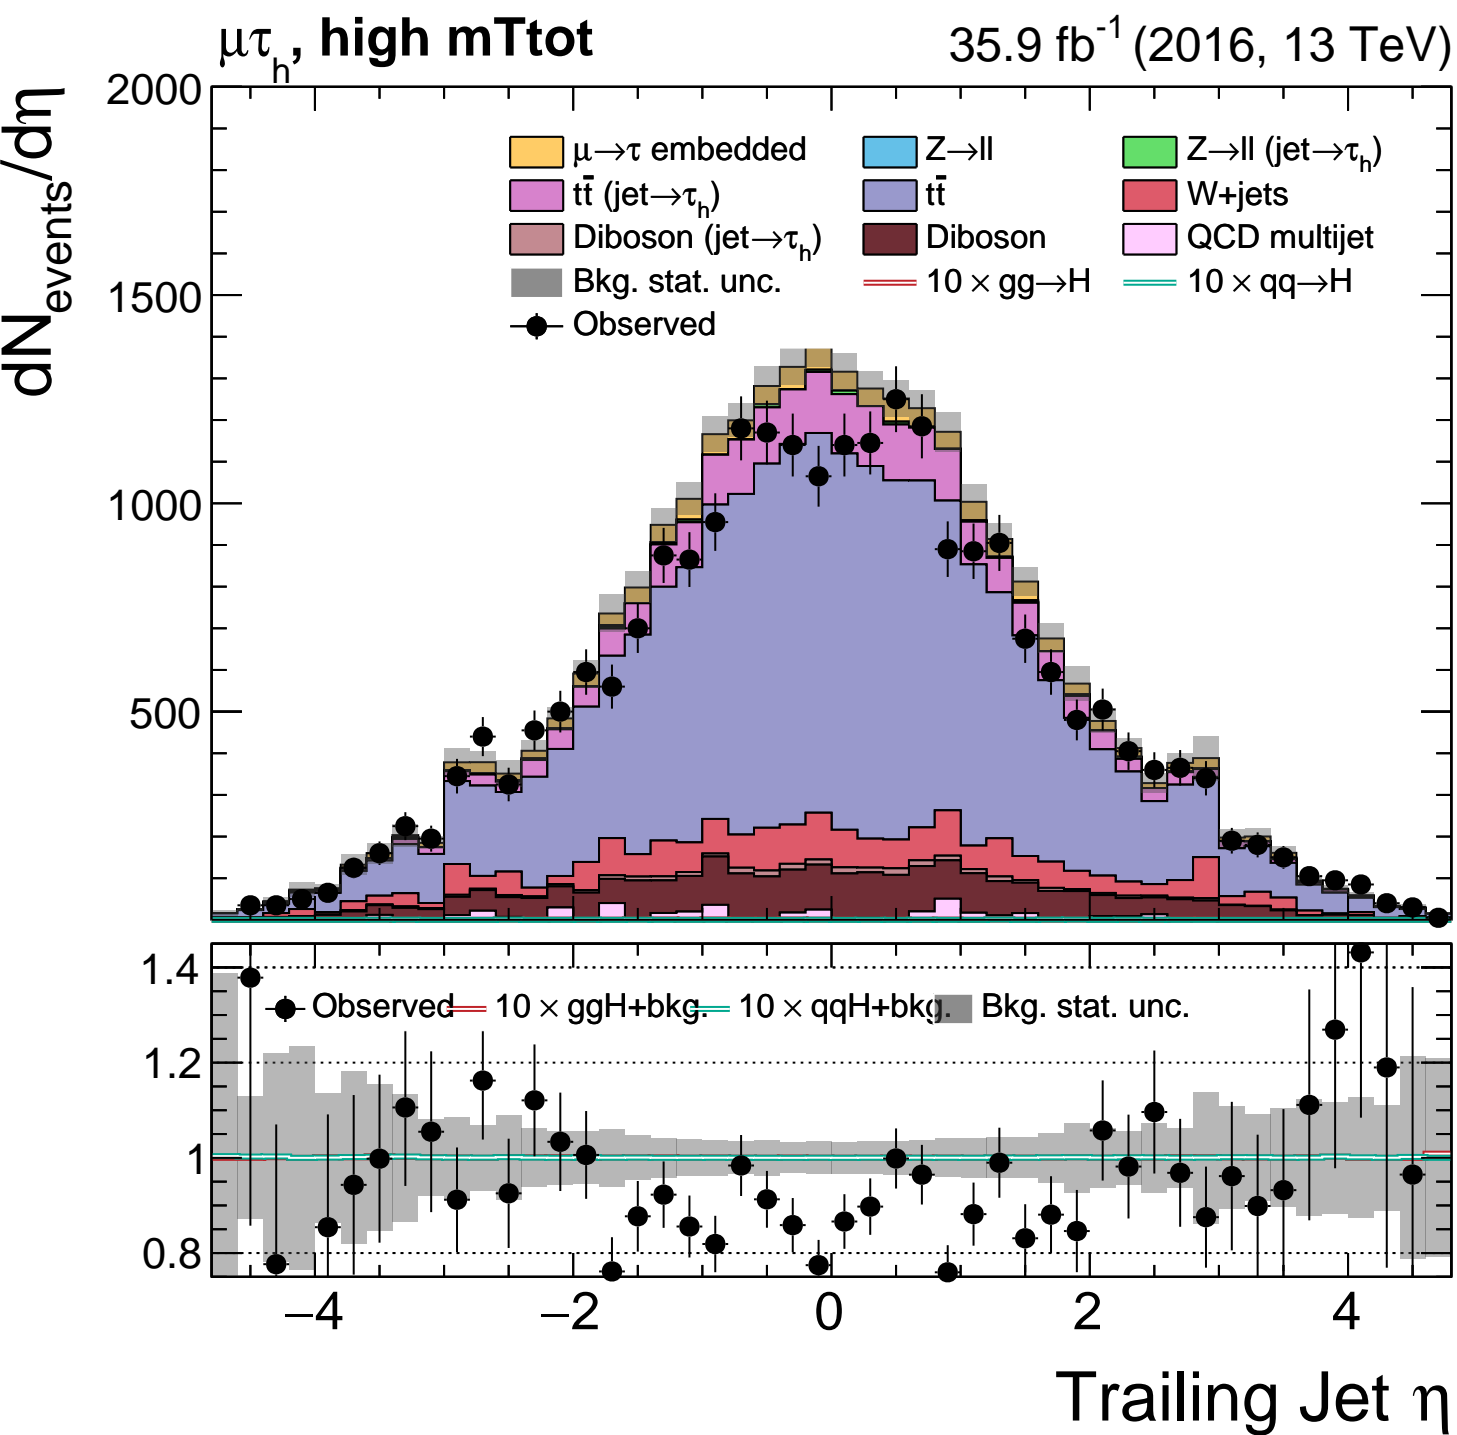 μτh, high mTtot 35.9 fb-1 (2016, 13 TeV)
dNevents/dη
2000
1500
1000
500
μ→τ embedded Z→ll Z→ll (jet→τh)
tt̄ (jet→τh) tt̄ W+jets
Diboson (jet→τh) Diboson QCD multijet
Bkg. stat. unc. 10 × gg→H 10 × qq→H
Observed
1.4
1.2
1
0.8
Observed 10 × ggH+bkg. 10 × qqH+bkg. Bkg. stat. unc.
−4 −2 0 2 4
Trailing Jet η